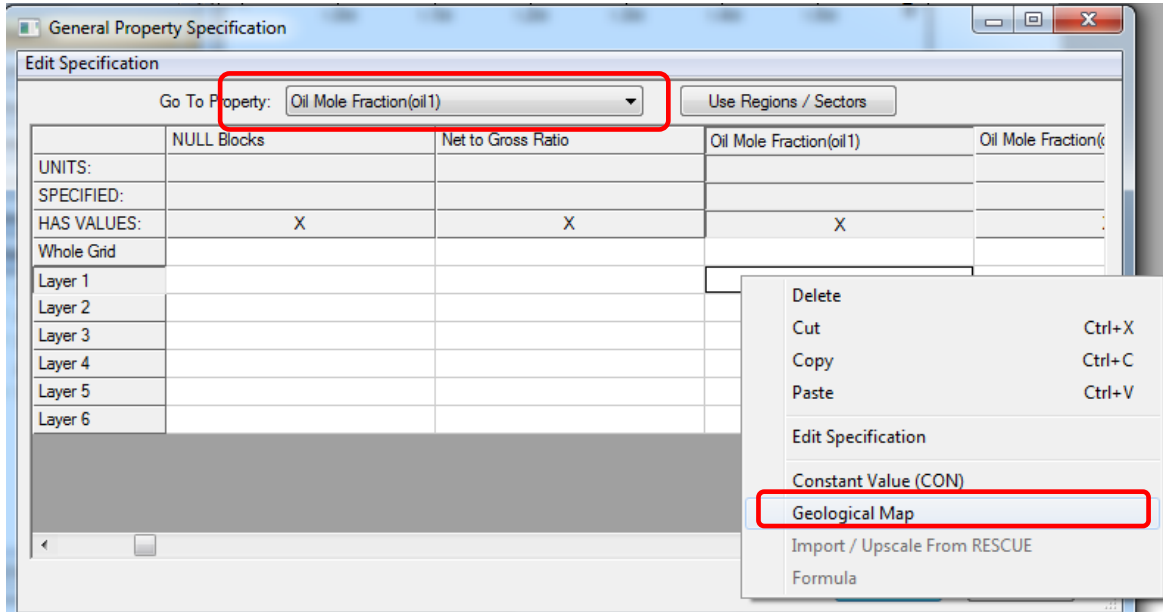 General Property Specification
Edit Specification
Go To Property: Oil Mole Fraction(oil1) Use Regions / Sectors
NULL Blocks Net to Gross Ratio Oil Mole Fraction(oil1) Oil Mole Fraction(
UNITS:
SPECIFIED:
HAS VALUES: X X X
Whole Grid
Layer 1
Layer 2
Layer 3
Layer 4
Layer 5
Layer 6
Delete
Cut Ctrl+X
Copy Ctrl+C
Paste Ctrl+V
Edit Specification
Constant Value (CON)
Geological Map
Import / Upscale From RESCUE
Formula